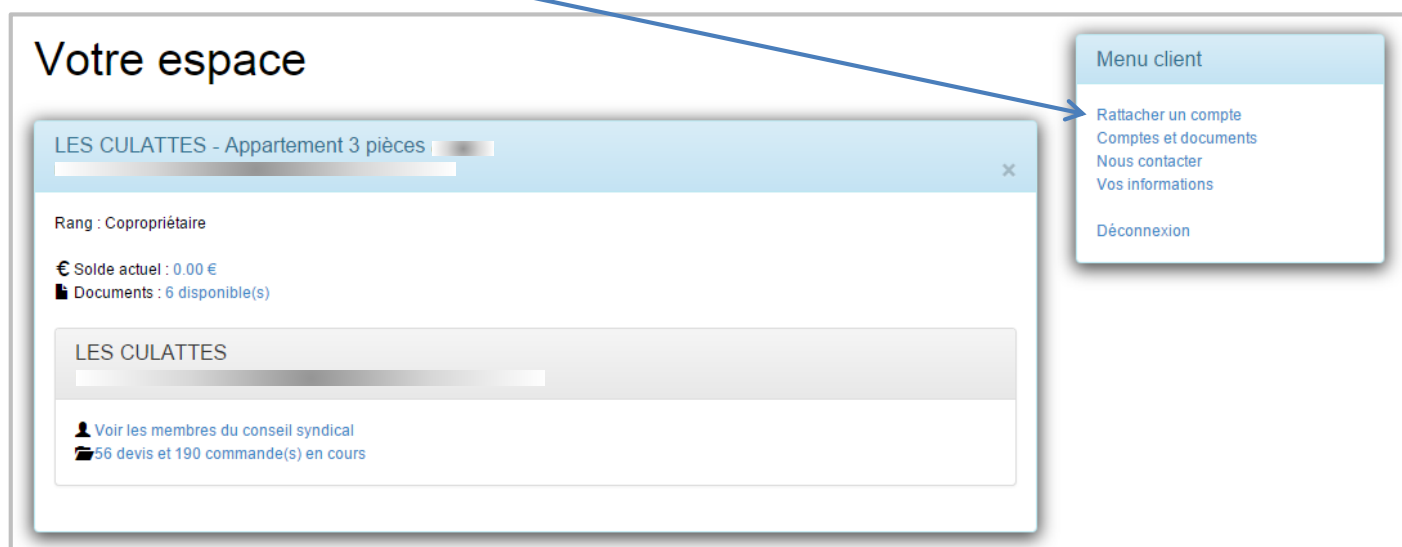 Votre espace
LES CULATTES - Appartement 3 pièces
×
Rang : Copropriétaire
€ Solde actuel : 0.00 €
Documents : 6 disponible(s)
LES CULATTES
Voir les membres du conseil syndical
56 devis et 190 commande(s) en cours
Menu client
Rattacher un compte
Comptes et documents
Nous contacter
Vos informations
Déconnexion